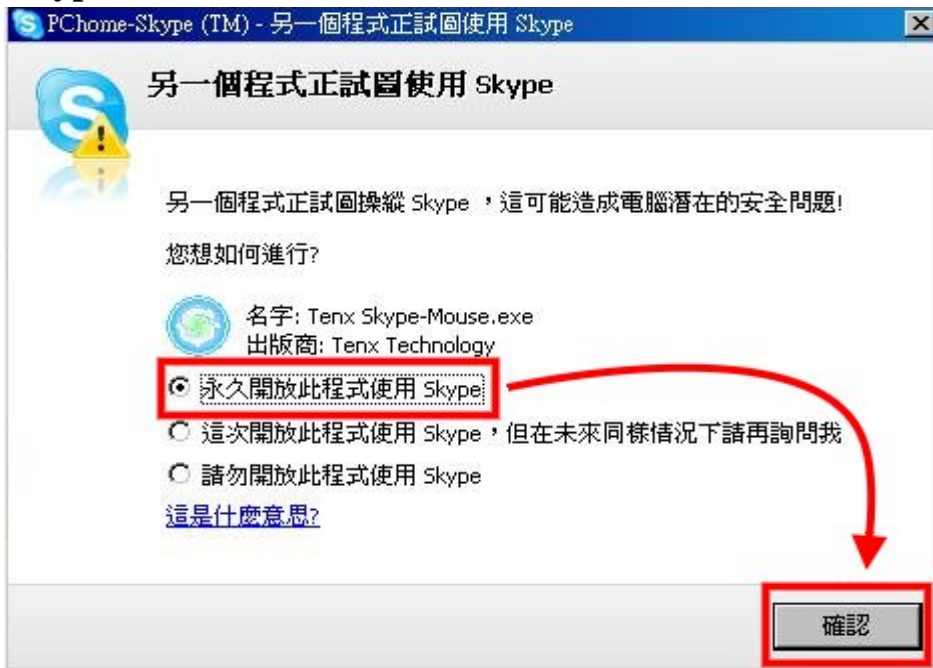 PChome-Skype (TM) - 另一個程式正試圖使用 Skype
另一個程式正試圖使用 Skype
另一個程式正試圖操縱 Skype ，這可能造成電腦潛在的安全問題!
您想如何進行?
名字: Tenx Skype-Mouse.exe
出版商: Tenx Technology
永久開放此程式使用 Skype
這次開放此程式使用 Skype，但在未來同樣情況下請再詢問我
請勿開放此程式使用 Skype
這是什麼意思?
確認